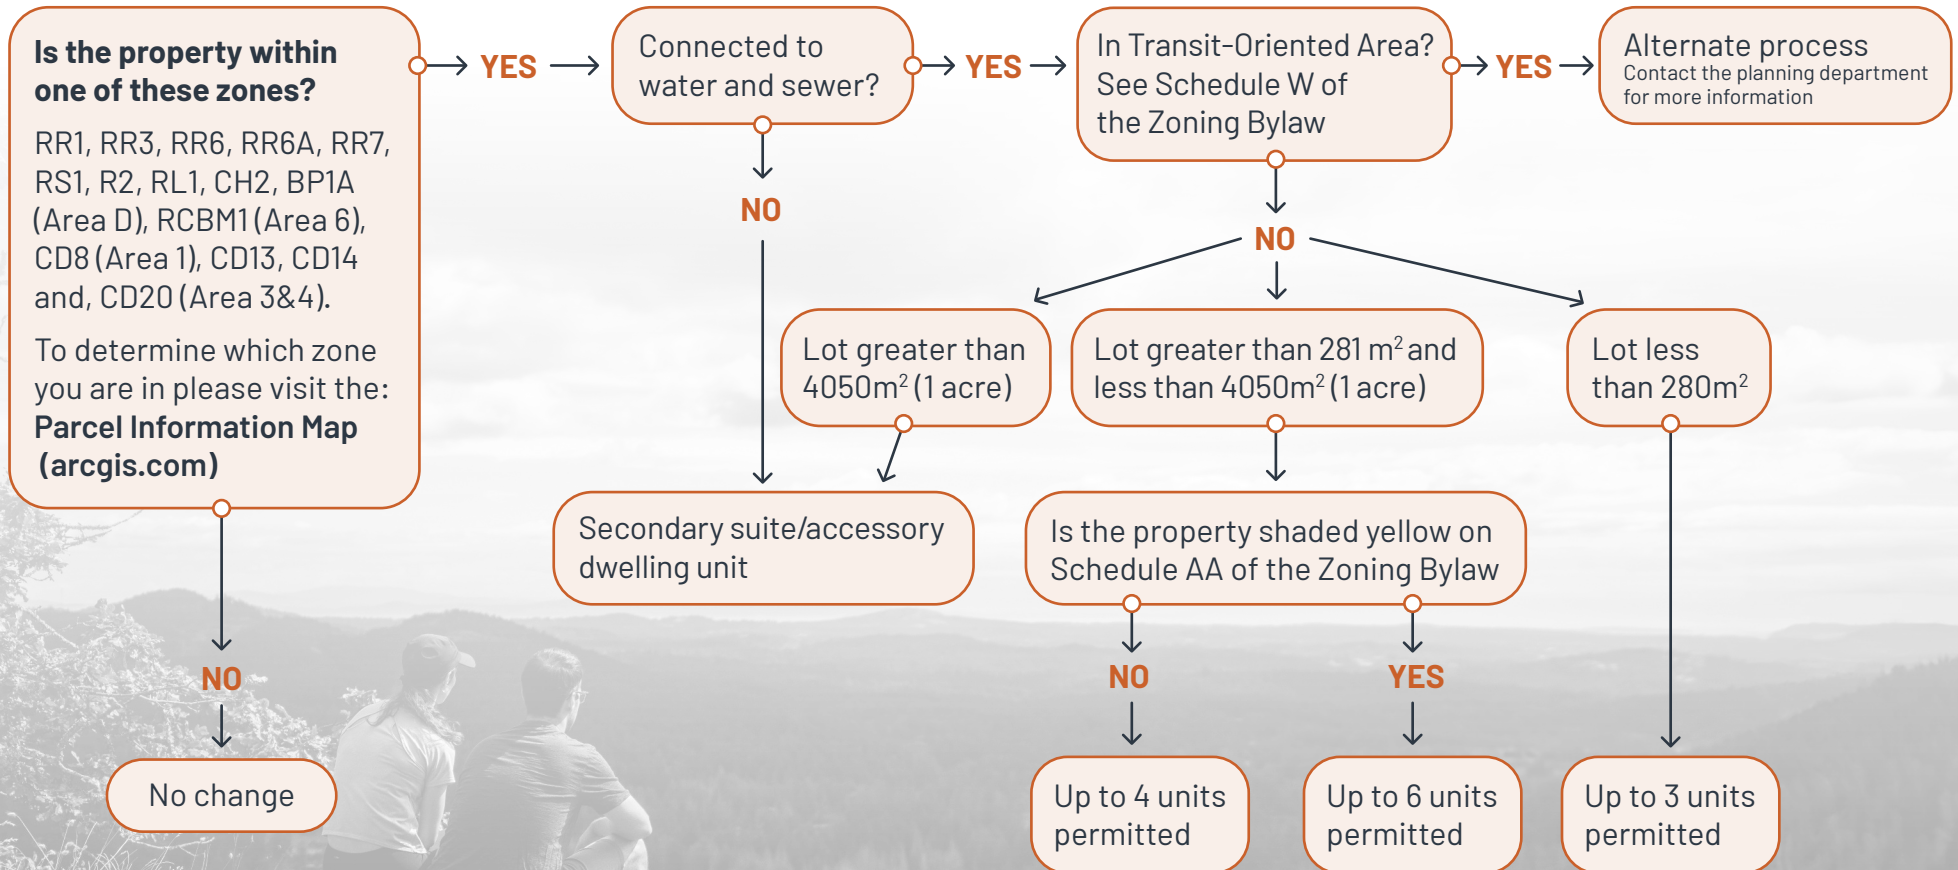 Is the property within
one of these zones?
RR1, RR3, RR6, RR6A, RR7,
RS1, R2, RL1, CH2, BP1A
(Area D), RCBM1 (Area 6),
CD8 (Area 1), CD13, CD14
and, CD20 (Area 3&4).
To determine which zone
you are in please visit the:
Parcel Information Map
(arcgis.com)
YES
Connected to
water and sewer?
YES
In Transit-Oriented Area?
See Schedule W of
the Zoning Bylaw
YES
Alternate process
Contact the planning department
for more information
NO
NO
Lot greater than
4050m² (1 acre)
Lot greater than 281 m² and
less than 4050m² (1 acre)
Lot less
than 280m²
Secondary suite/accessory
dwelling unit
Is the property shaded yellow on
Schedule AA of the Zoning Bylaw
NO
NO
YES
No change
Up to 4 units
permitted
Up to 6 units
permitted
Up to 3 units
permitted